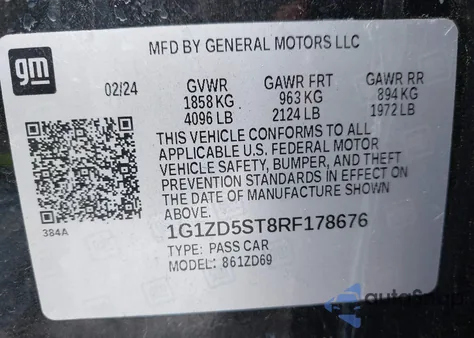 gm
MFD BY GENERAL MOTORS LLC
02/24 GVWR GAWR FRT GAWR RR
1858 KG 963 KG 894 KG
4096 LB 2124 LB 1972 LB
THIS VEHICLE CONFORMS TO ALL
APPLICABLE U.S. FEDERAL MOTOR
VEHICLE SAFETY, BUMPER, AND THEFT
PREVENTION STANDARDS IN EFFECT ON
THE DATE OF MANUFACTURE SHOWN
ABOVE.
384A
1G1ZD5ST8RF178676
TYPE: PASS CAR
MODEL: 861ZD69